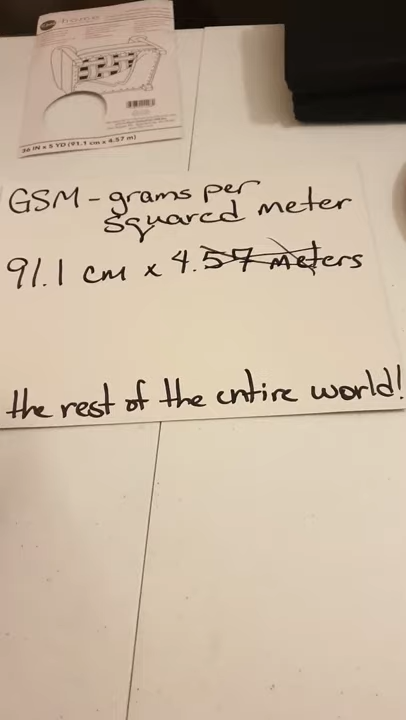 36 IN x 5 YD (91.1 cm x 4.57 m)
GSM - grams per
squared meter
91.1 cm x 4.57 meters
the rest of the entire world!